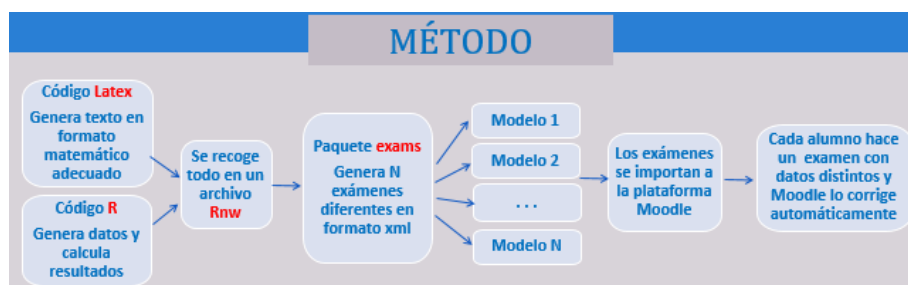 MÉTODO
Código Latex
Genera texto en
formato
matemático
adecuado
Código R
Genera datos y
calcula
resultados
Se recoge
todo en un
archivo
Rnw
Paquete exams
Genera N
exámenes
diferentes en
formato xml
Modelo 1
Modelo 2
...
Modelo N
Los exámenes
se importan a
la plataforma
Moodle
Cada alumno hace
un examen con
datos distintos y
Moodle lo corrige
automáticamente